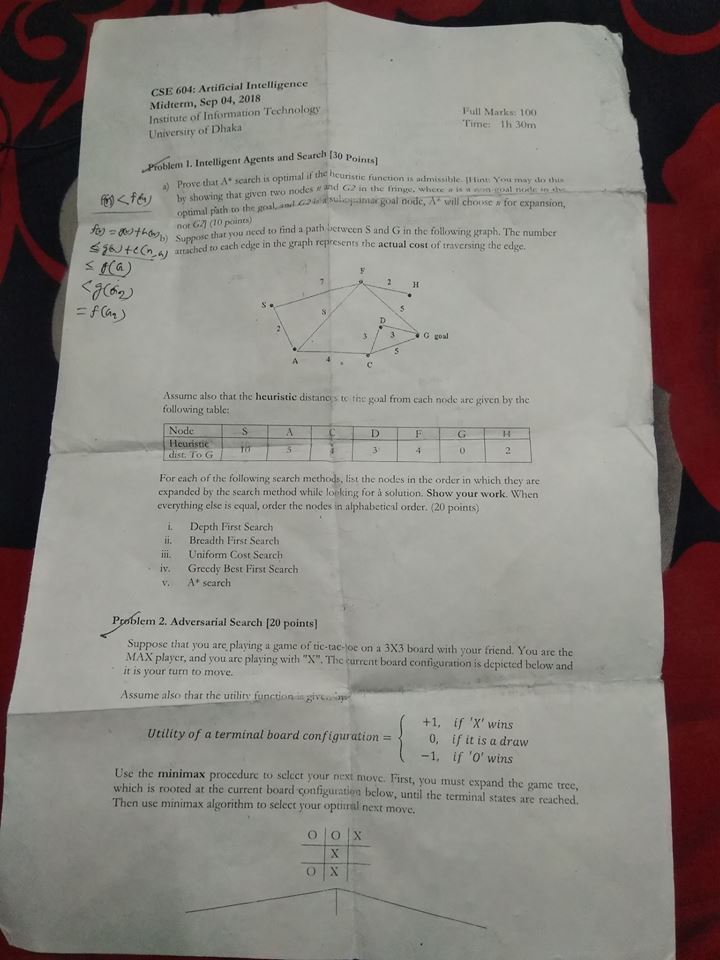 CSE 604: Artificial Intelligence
Midterm, Sep 04, 2018
Institute of Information Technology
University of Dhaka
Full Marks: 100
Time: 1h 30m
Problem 1. Intelligent Agents and Search [30 Points]
a) Prove that A* search is optimal if the heuristic function is admissible. [Hint: You may do this
by showing that given two nodes n and G2 in the fringe, where n is a non-goal node in the
optimal path to the goal, and G2 is a suboptimal goal node, A* will choose n for expansion,
not G2] (10 points)
b) Suppose that you need to find a path between S and G in the following graph. The number
attached to each edge in the graph represents the actual cost of traversing the edge.
≤ g(G)
= f(G2)
F
7 2 H
S 8 5
D
2 3 3 G goal
5
A 4 C
Assume also that the heuristic distances to the goal from each node are given by the
following table:
Node S A C D F G H
Heuristic
dist. To G 10 5 4 3 4 0 2
For each of the following search methods, list the nodes in the order in which they are
expanded by the search method while looking for a solution. Show your work. When
everything else is equal, order the nodes in alphabetical order. (20 points)
i. Depth First Search
ii. Breadth First Search
iii. Uniform Cost Search
iv. Greedy Best First Search
v. A* search
Problem 2. Adversarial Search [20 points]
Suppose that you are playing a game of tic-tac-toe on a 3X3 board with your friend. You are the
MAX player, and you are playing with "X". The current board configuration is depicted below and
it is your turn to move.
Assume also that the utility function is given by:
Utility of a terminal board configuration = { +1, if 'X' wins
0, if it is a draw
−1, if 'O' wins
Use the minimax procedure to select your next move. First, you must expand the game tree,
which is rooted at the current board configuration below, until the terminal states are reached.
Then use minimax algorithm to select your optimal next move.
O O X
X
O X